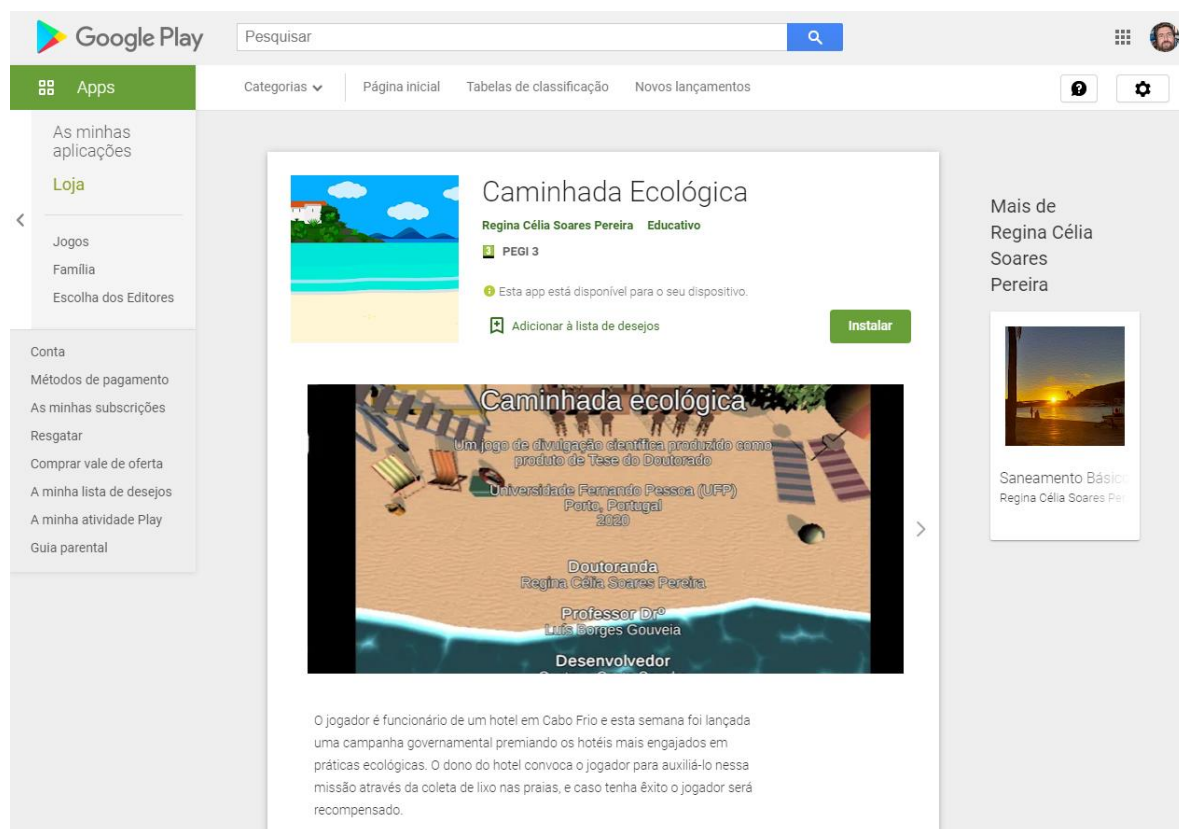 Google Play
Pesquisar
Apps
Categorias
Página inicial
Tabelas de classificação
Novos lançamentos
As minhas
aplicações
Loja
Jogos
Família
Escolha dos Editores
Conta
Métodos de pagamento
As minhas subscrições
Resgatar
Comprar vale de oferta
A minha lista de desejos
A minha atividade Play
Guia parental
Caminhada Ecológica
Regina Célia Soares Pereira Educativo
3 PEGI 3
Esta app está disponível para o seu dispositivo.
Adicionar à lista de desejos
Instalar
Caminhada ecológica
Um jogo de divulgação científica produzido como
produto de Tese do Doutorado
Universidade Fernando Pessoa (UFP)
Porto, Portugal
2020
Doutoranda
Regina Célia Soares Pereira
Professor Drº
Luís Borges Gouveia
Desenvolvedor
O jogador é funcionário de um hotel em Cabo Frio e esta semana foi lançada
uma campanha governamental premiando os hotéis mais engajados em
práticas ecológicas. O dono do hotel convoca o jogador para auxiliá-lo nessa
missão através da coleta de lixo nas praias, e caso tenha êxito o jogador será
recompensado.
Mais de
Regina Célia
Soares
Pereira
Saneamento Básico
Regina Célia Soares Pe